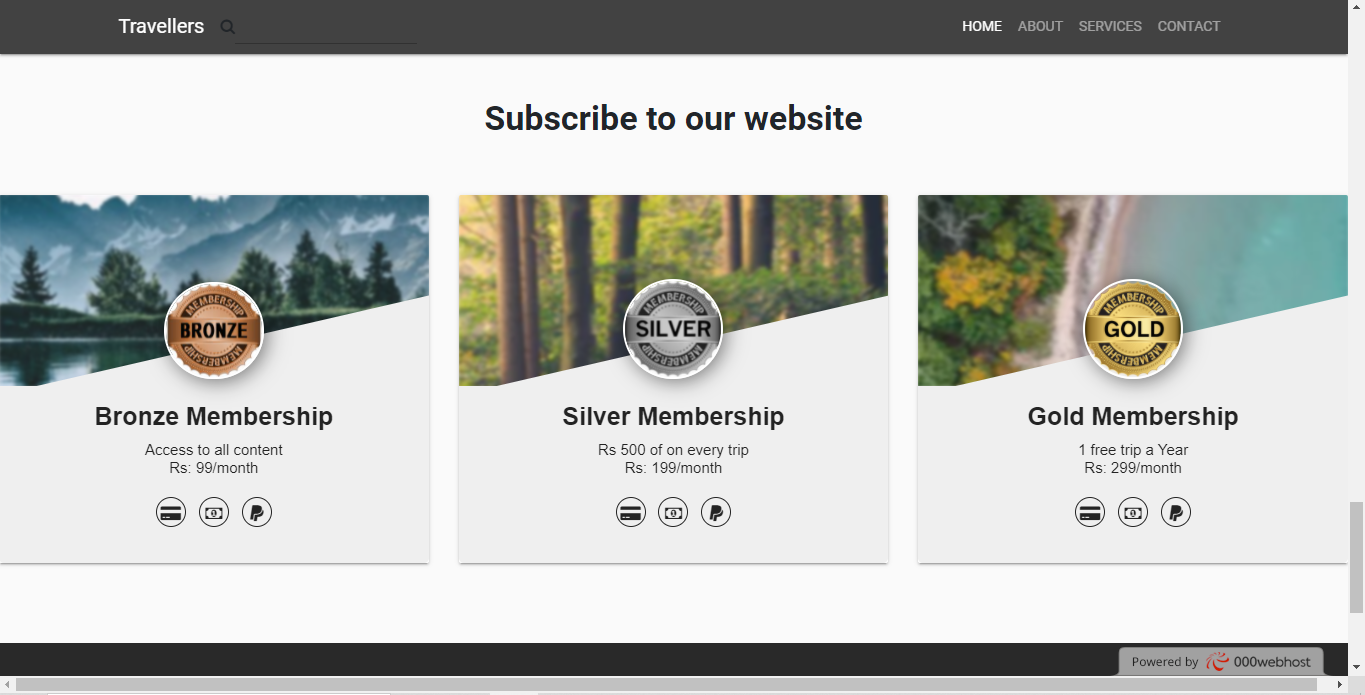 Travellers
HOME ABOUT SERVICES CONTACT
Subscribe to our website
MEMBERSHIP
BRONZE
MEMBERSHIP
Bronze Membership
Access to all content
Rs: 99/month
MEMBERSHIP
SILVER
MEMBERSHIP
Silver Membership
Rs 500 of on every trip
Rs: 199/month
MEMBERSHIP
GOLD
MEMBERSHIP
Gold Membership
1 free trip a Year
Rs: 299/month
Powered by 000webhost